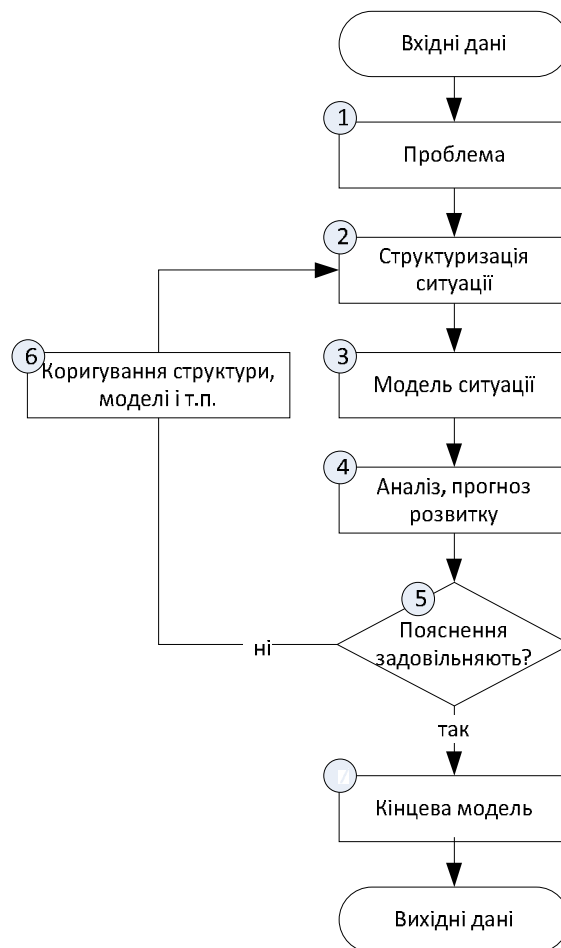 Вхідні дані
1
Проблема
2
Структуризація
ситуації
3
Модель ситуації
6
Коригування структури,
моделі і т.п.
4
Аналіз, прогноз
розвитку
5
Пояснення
задовільняють?
ні
так
Кінцева модель
Вихідні дані